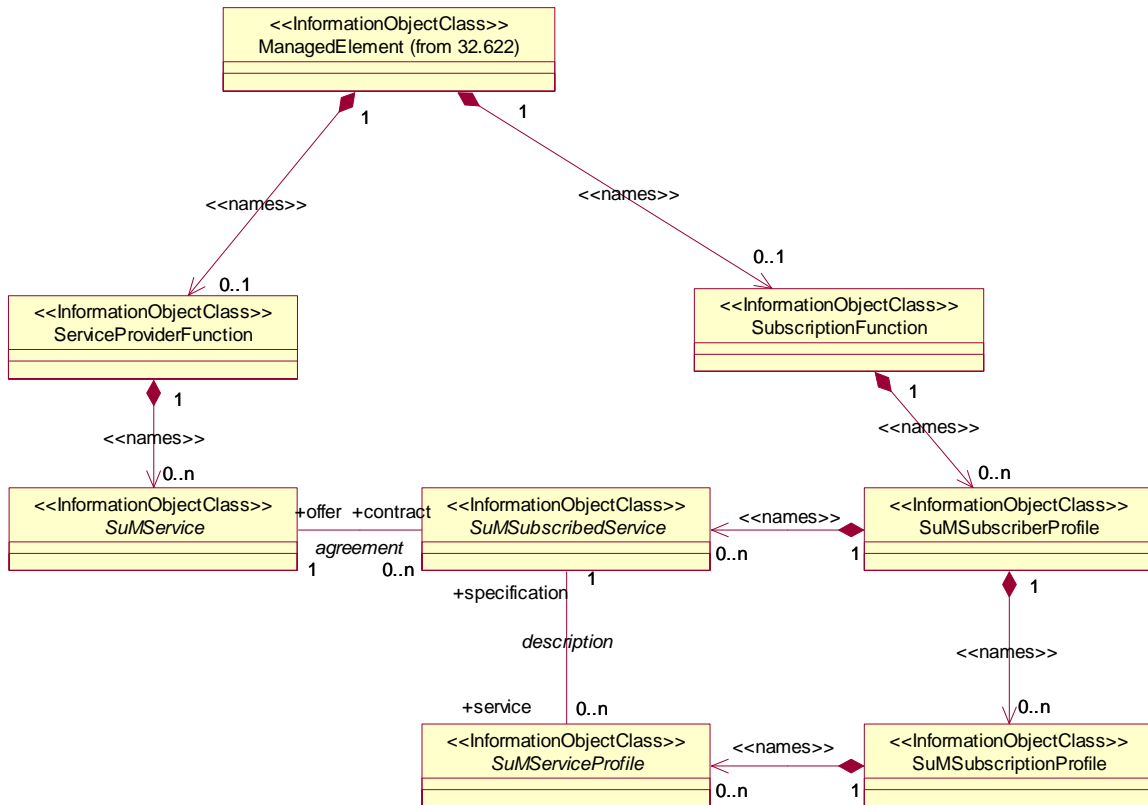 <<InformationObjectClass>>
ManagedElement (from 32.622)
1
1
<<names>>
<<names>>
0..1
0..1
<<InformationObjectClass>>
ServiceProviderFunction
<<InformationObjectClass>>
SubscriptionFunction
1
1
<<names>>
<<names>>
0..n
0..n
<<InformationObjectClass>>
SuMService
+offer +contract
agreement
1
0..n
<<InformationObjectClass>>
SuMSubscribedService
<<names>>
0..n
1
<<InformationObjectClass>>
SuMSubscriberProfile
1
+specification
description
+service
0..n
1
<<names>>
0..n
<<InformationObjectClass>>
SuMServiceProfile
<<names>>
0..n
1
<<InformationObjectClass>>
SuMSubscriptionProfile